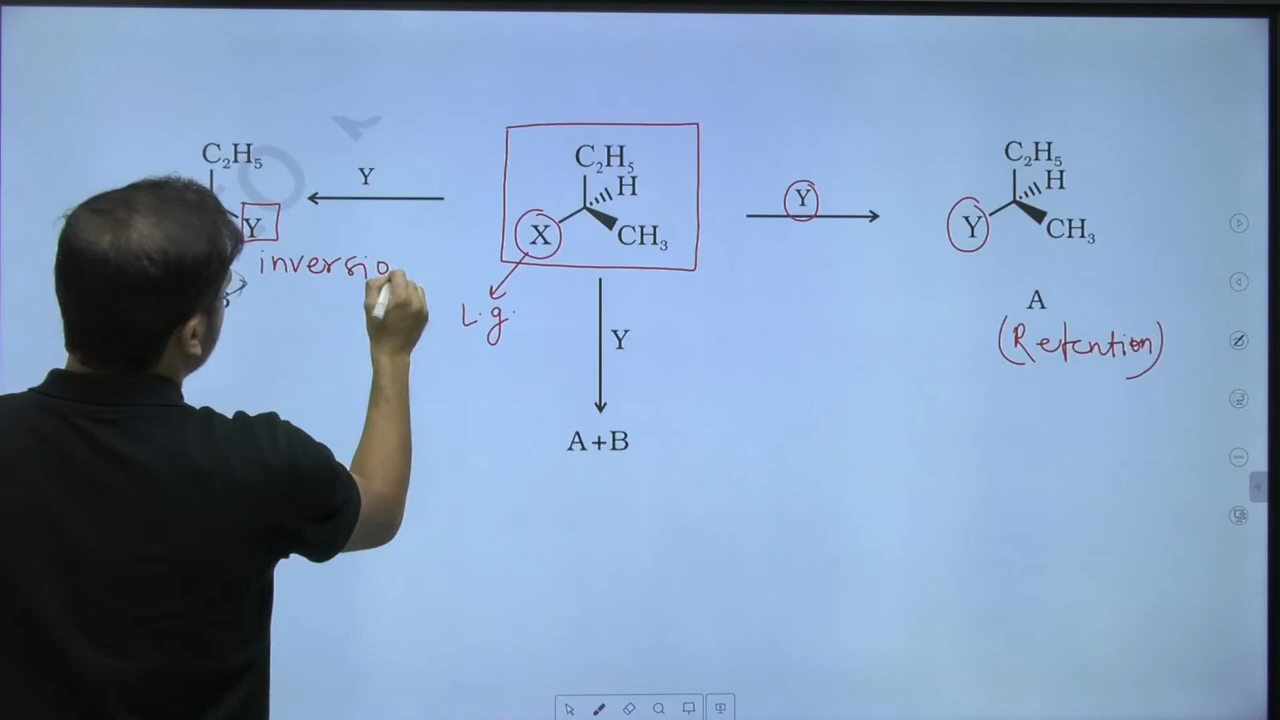 C₂H₅
Y
Y
inversio
C₂H₅
H
X
CH₃
L.g.
Y
A+B
Y
C₂H₅
H
Y
CH₃
A
(Retention)